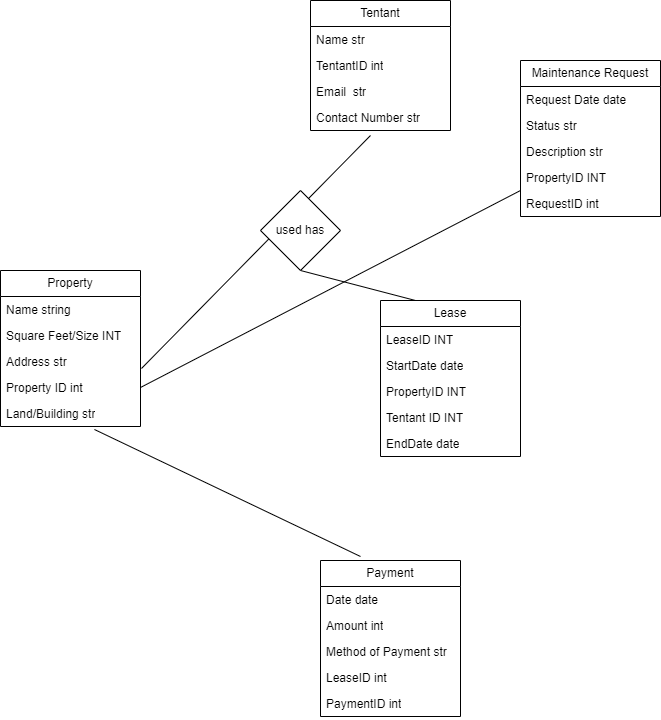 Tentant
Name str
TentantID int
Email  str
Contact Number str
Maintenance Request
Request Date date
Status str
Description str
PropertyID INT
RequestID int
used has
Property
Name string
Square Feet/Size INT
Address str
Property ID int
Land/Building str
Lease
LeaseID INT
StartDate date
PropertyID INT
Tentant ID INT
EndDate date
Payment
Date date
Amount int
Method of Payment str
LeaseID int
PaymentID int